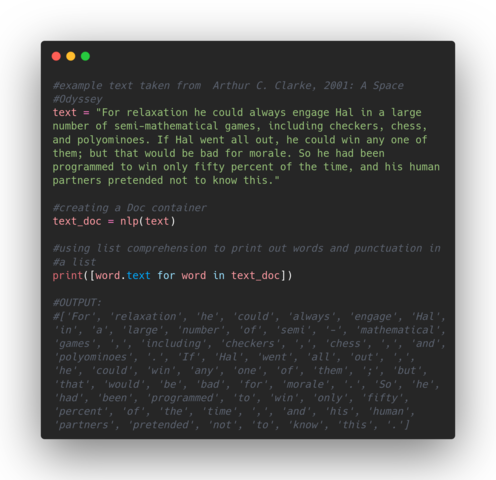 #example text taken from  Arthur C. Clarke, 2001: A Space
#Odyssey
text = "For relaxation he could always engage Hal in a large
number of semi-mathematical games, including checkers, chess,
and polyominoes. If Hal went all out, he could win any one of
them; but that would be bad for morale. So he had been
programmed to win only fifty percent of the time, and his human
partners pretended not to know this."
#creating a Doc container
text_doc = nlp(text)
#using list comprehension to print out words and punctuation in
#a list
print([word.text for word in text_doc])
#OUTPUT:
#['For', 'relaxation', 'he', 'could', 'always', 'engage', 'Hal',
'in', 'a', 'large', 'number', 'of', 'semi', '-', 'mathematical',
'games', ',', 'including', 'checkers', ',', 'chess', ',', 'and',
'polyominoes', '.', 'If', 'Hal', 'went', 'all', 'out', ',',
'he', 'could', 'win', 'any', 'one', 'of', 'them', ';', 'but',
'that', 'would', 'be', 'bad', 'for', 'morale', '.', 'So', 'he',
'had', 'been', 'programmed', 'to', 'win', 'only', 'fifty',
'percent', 'of', 'the', 'time', ',', 'and', 'his', 'human',
'partners', 'pretended', 'not', 'to', 'know', 'this', '.']